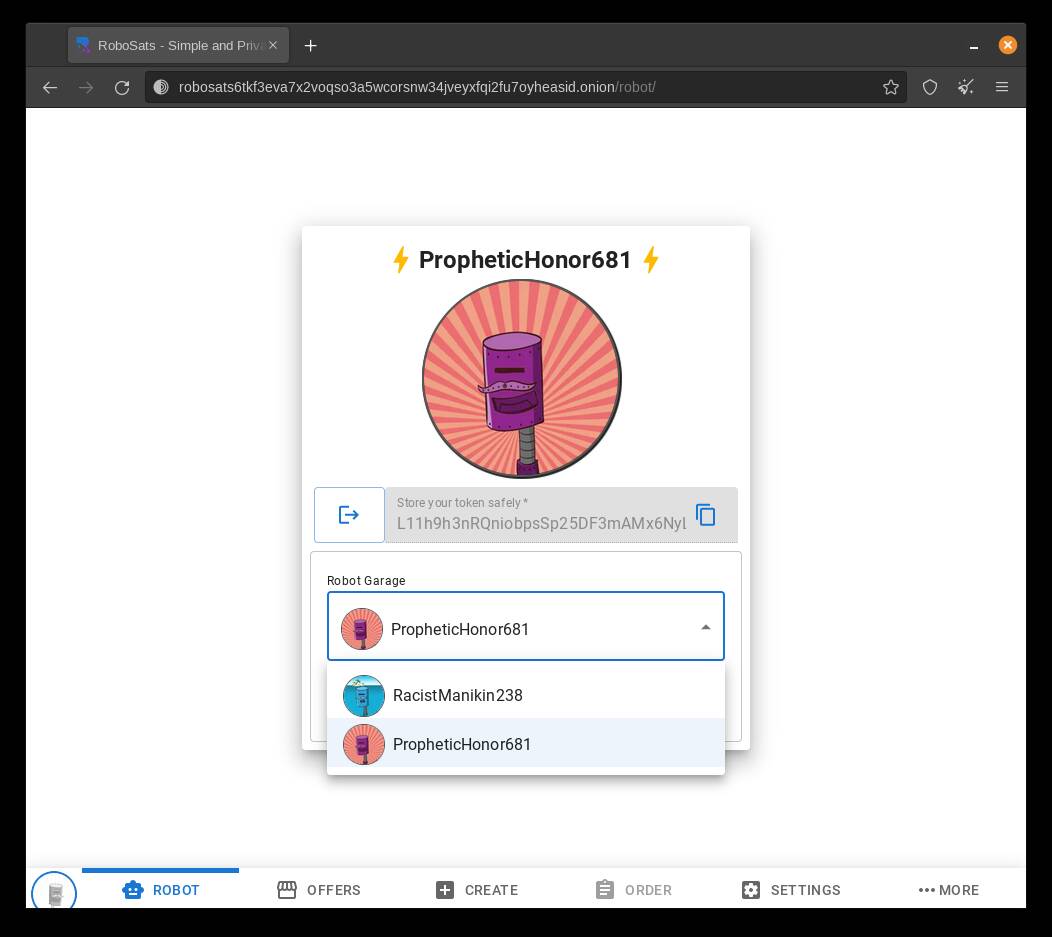 RoboSats - Simple and Priva
robosats6tkf3eva7x2voqso3a5wcorsnw34jveyxfqi2fu7oyheasid.onion/robot/
PropheticHonor681
Store your token safely *
L11h9h3nRQniobpsSp25DF3mAMx6NyL
Robot Garage
PropheticHonor681
RacistManikin238
PropheticHonor681
ROBOT
OFFERS
CREATE
ORDER
SETTINGS
MORE